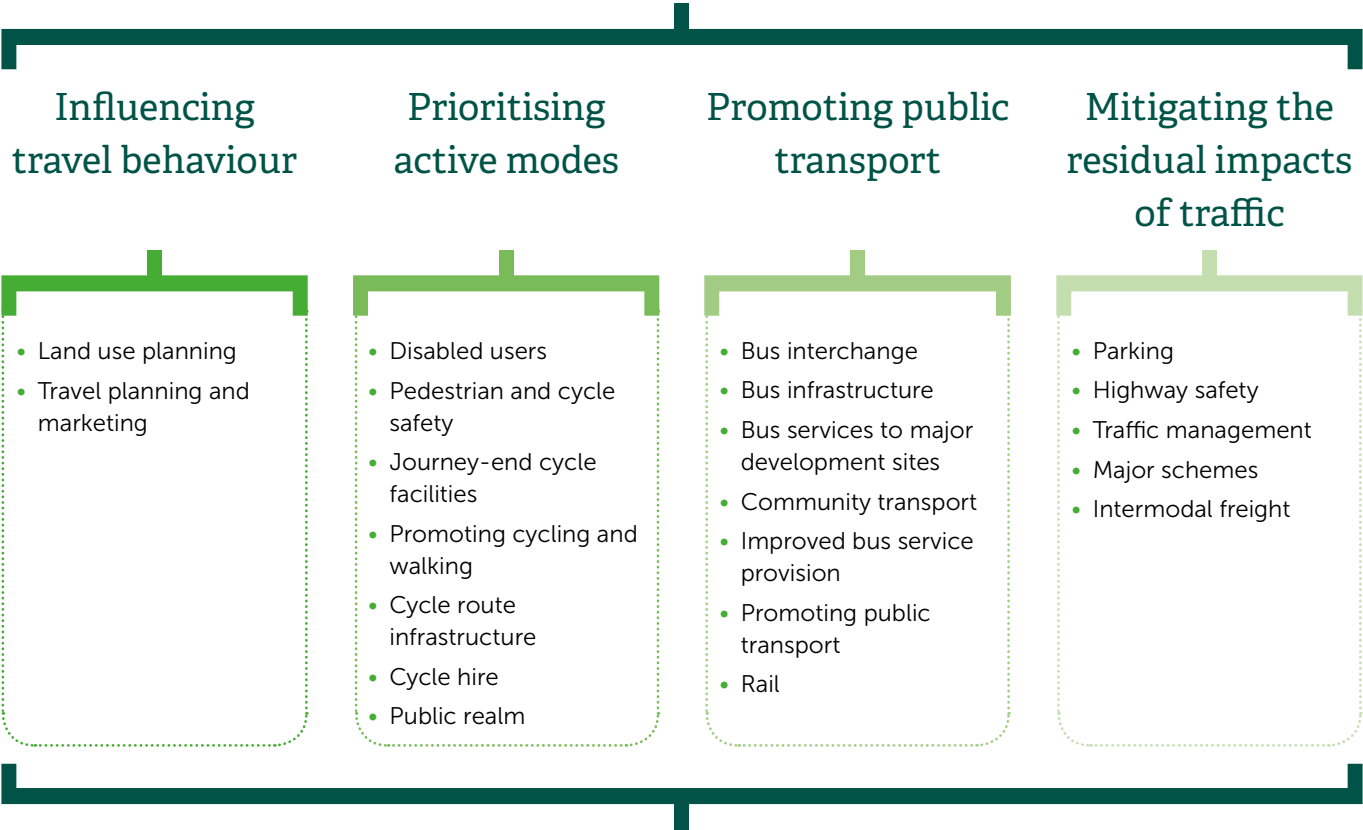 Influencing
travel behaviour
Prioritising
active modes
Promoting public
transport
Mitigating the
residual impacts
of traffic
• Land use planning
• Travel planning and
marketing
• Disabled users
• Pedestrian and cycle
safety
• Journey-end cycle
facilities
• Promoting cycling and
walking
• Cycle route
infrastructure
• Cycle hire
• Public realm
• Bus interchange
• Bus infrastructure
• Bus services to major
development sites
• Community transport
• Improved bus service
provision
• Promoting public
transport
• Rail
• Parking
• Highway safety
• Traffic management
• Major schemes
• Intermodal freight